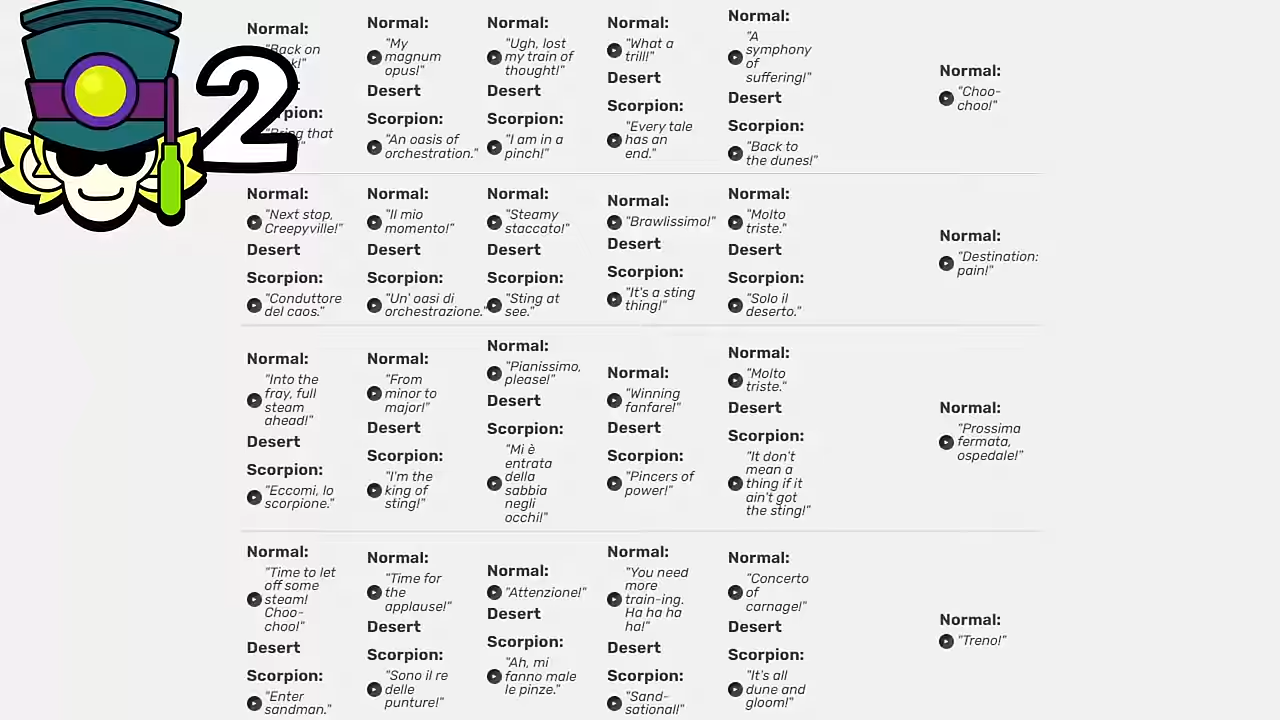 2
Normal:
"Back on
Normal:
"My
magnum
opus!"
Desert
Scorpion:
"An oasis of
orchestration."
Normal:
"Ugh, lost
my train of
thought!"
Desert
Scorpion:
"I am in a
pinch!"
Normal:
"What a
trill!"
Desert
Scorpion:
"Every tale
has an
end."
Normal:
"A
symphony
of
suffering!"
Desert
Scorpion:
"Back to
the dunes!"
Normal:
"Choo-
choo!"
Normal:
"Next stop,
Creepyville!"
Desert
Scorpion:
"Conduttore
del caos."
Normal:
"Il mio
momento!"
Desert
Scorpion:
"Un' oasi di
orchestrazione."
Normal:
"Steamy
staccato!"
Desert
Scorpion:
"Sting at
see."
Normal:
"Brawlissimo!"
Desert
Scorpion:
"It's a sting
thing!"
Normal:
"Molto
triste."
Desert
Scorpion:
"Solo il
deserto."
Normal:
"Destination:
pain!"
Normal:
"Into the
fray, full
steam
ahead!"
Desert
Scorpion:
"Eccomi, lo
scorpione."
Normal:
"From
minor to
major!"
Desert
Scorpion:
"I'm the
king of
sting!"
Normal:
"Pianissimo,
please!"
Desert
Scorpion:
"Mi è
entrata
della
sabbia
negli
occhi!"
Normal:
"Winning
fanfare!"
Desert
Scorpion:
"Pincers of
power!"
Normal:
"Molto
triste."
Desert
Scorpion:
"It don't
mean a
thing if it
ain't got
the sting!"
Normal:
"Prossima
fermata,
ospedale!"
Normal:
"Time to let
off some
steam!
Choo-
choo!"
Desert
Scorpion:
"Enter
sandman."
Normal:
"Time for
the
applause!"
Desert
Scorpion:
"Sono il re
delle
punture!"
Normal:
"Attenzione!"
Desert
Scorpion:
"Ah, mi
fanno male
le pinze."
Normal:
"You need
more
train-ing.
Ha ha ha
ha!"
Desert
Scorpion:
"Sand-
sational!"
Normal:
"Concerto
of
carnage!"
Desert
Scorpion:
"It's all
dune and
gloom!"
Normal:
"Treno!"